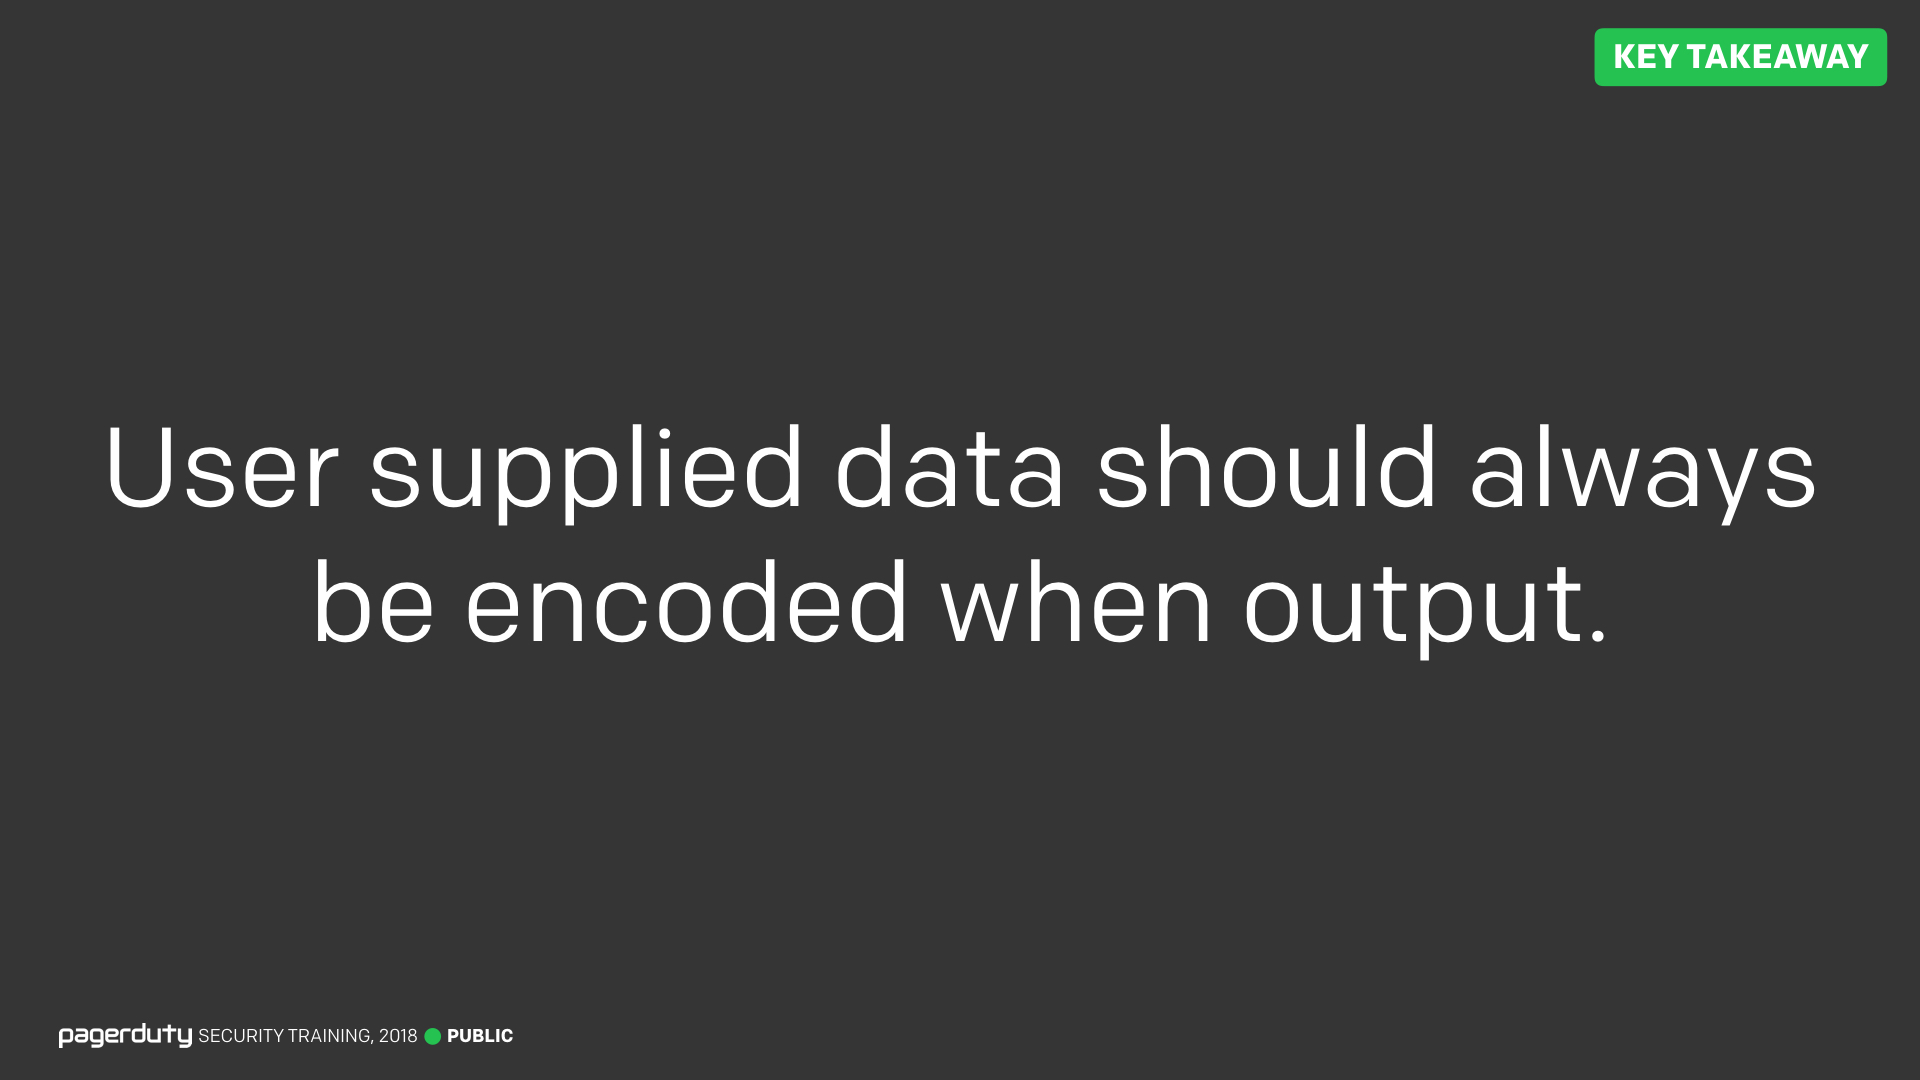 KEY TAKEAWAY
User supplied data should always
be encoded when output.
pagerduty SECURITY TRAINING, 2018 PUBLIC